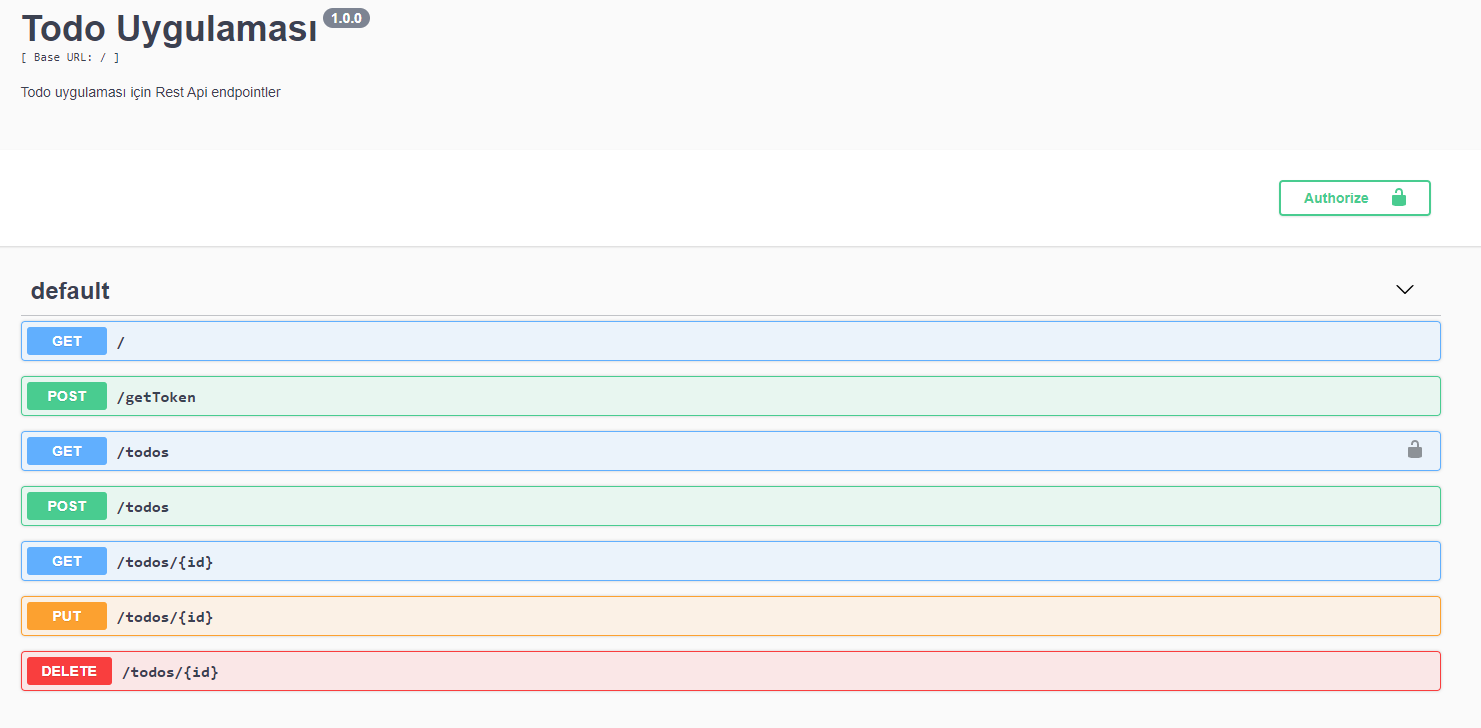 Todo Uygulaması 1.0.0
[ Base URL: / ]
Todo uygulaması için Rest Api endpointler
Authorize
default
GET /
POST /getToken
GET /todos
POST /todos
GET /todos/{id}
PUT /todos/{id}
DELETE /todos/{id}